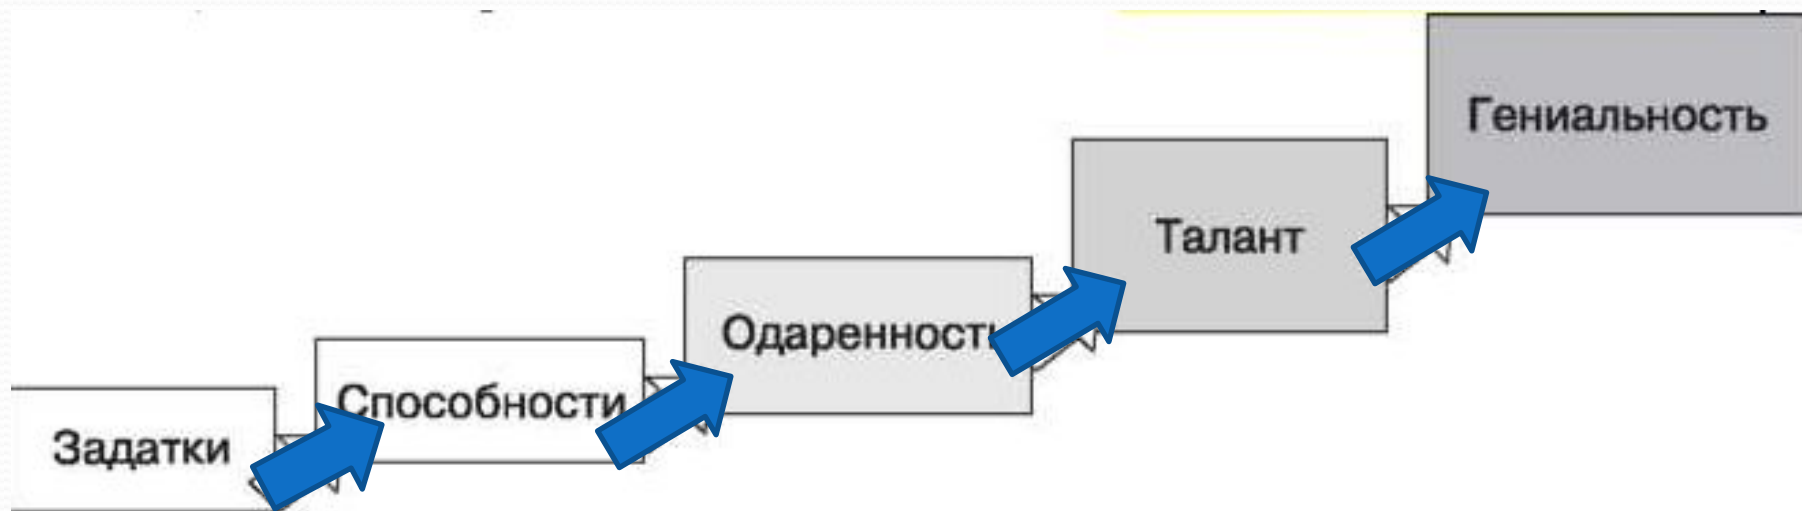 Задатки
Способности
Одаренность
Талант
Гениальность